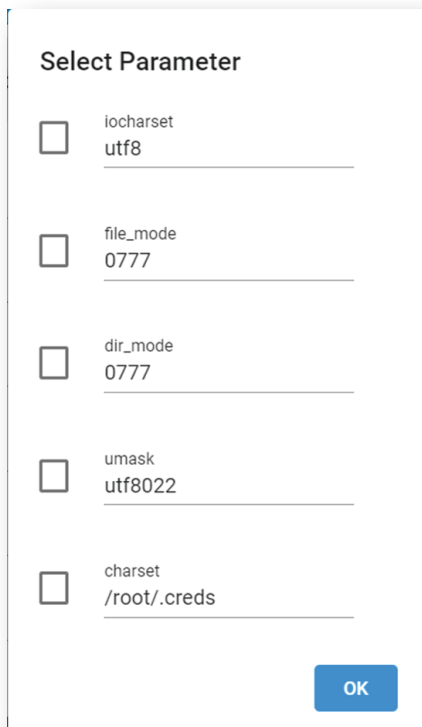 Select Parameter
iocharset
utf8
file_mode
0777
dir_mode
0777
umask
utf8022
charset
/root/.creds
OK